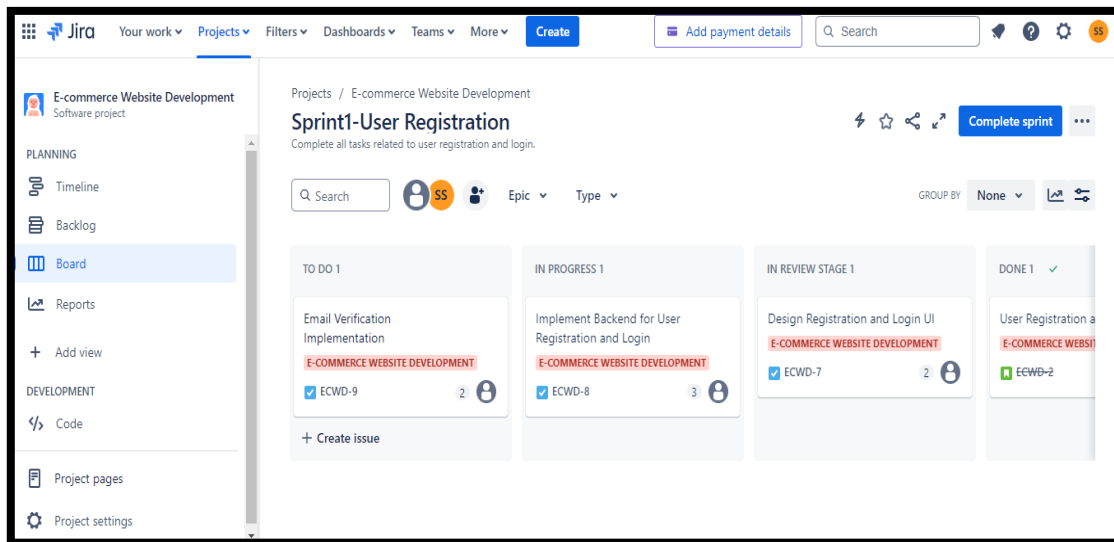 Jira Your work Projects Filters Dashboards Teams More Create Add payment details Search SS
E-commerce Website Development
Software project
PLANNING
Timeline
Backlog
Board
Reports
Add view
DEVELOPMENT
Code
Project pages
Project settings
Projects / E-commerce Website Development
Sprint1-User Registration
Complete sprint
Complete all tasks related to user registration and login.
Search SS Epic Type GROUP BY None
TO DO 1
Email Verification
Implementation
E-COMMERCE WEBSITE DEVELOPMENT
ECWD-9 2
+ Create issue
IN PROGRESS 1
Implement Backend for User
Registration and Login
E-COMMERCE WEBSITE DEVELOPMENT
ECWD-8 3
IN REVIEW STAGE 1
Design Registration and Login UI
E-COMMERCE WEBSITE DEVELOPMENT
ECWD-7 2
DONE 1
User Registration a
E-COMMERCE WEBSIT
ECWD-2